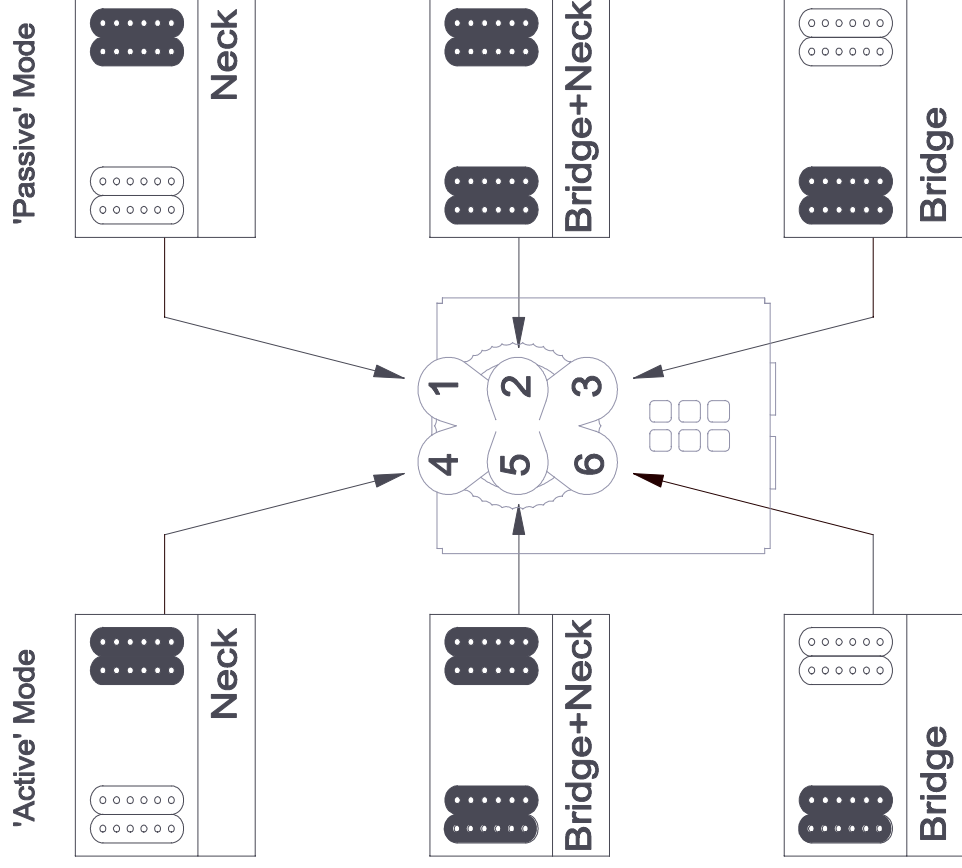 'Active' Mode
'Passive' Mode
Neck
Neck
4 1
5 2
6 3
Bridge+Neck
Bridge+Neck
Bridge
Bridge